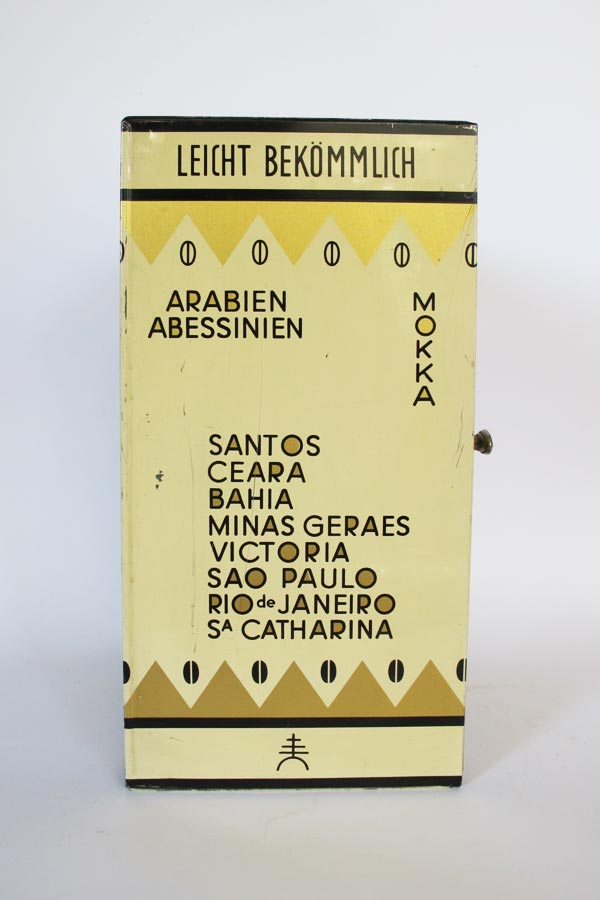 LEICHT BEKÖMMLICH
ARABIEN
ABESSINIEN
MOKKA
SANTOS
CEARA
BAHIA
MINAS GERAES
VICTORIA
SAO PAULO
RIO de JANEIRO
SA CATHARINA